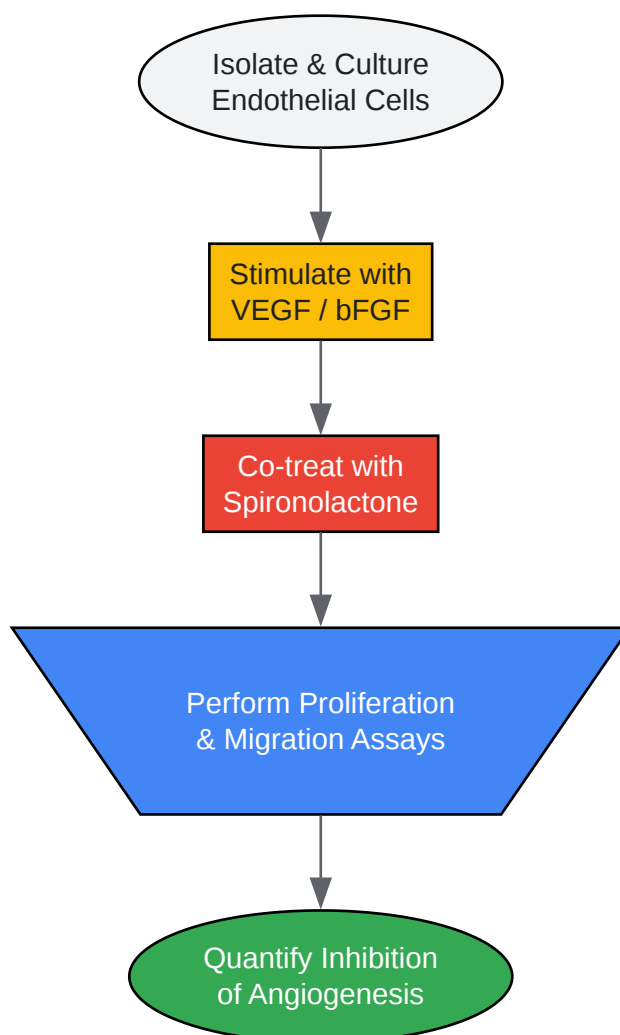 Isolate & Culture
Endothelial Cells
Stimulate with
VEGF / bFGF
Co-treat with
Spironolactone
Perform Proliferation
& Migration Assays
Quantify Inhibition
of Angiogenesis